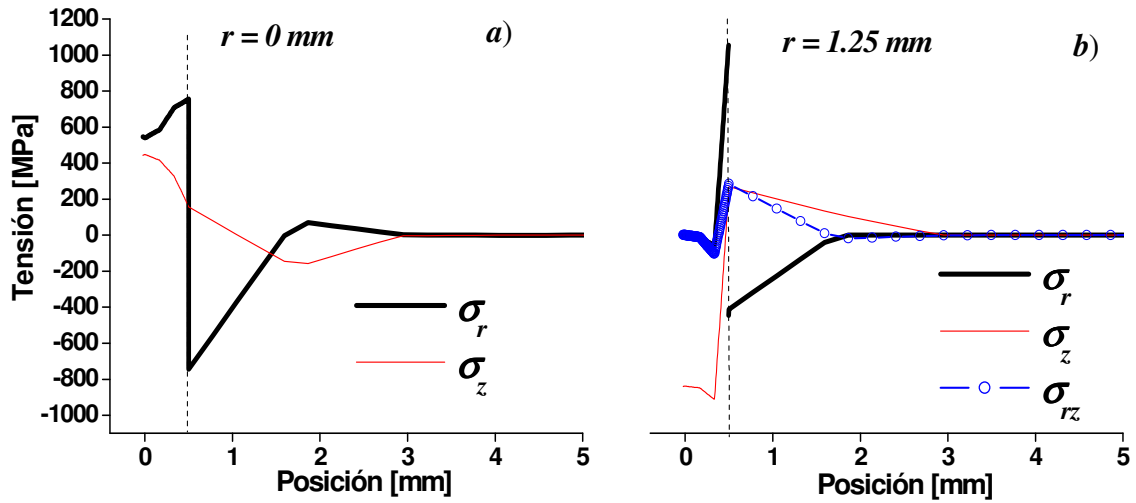 r = 0 mm
a)
1200
1000
800
600
400
200
0
-200
-400
-600
-800
-1000
Tensión [MPa]
σr
σz
0 1 2 3 4 5
Posición [mm]
r = 1.25 mm
b)
σr
σz
σrz
0 1 2 3 4 5
Posición [mm]